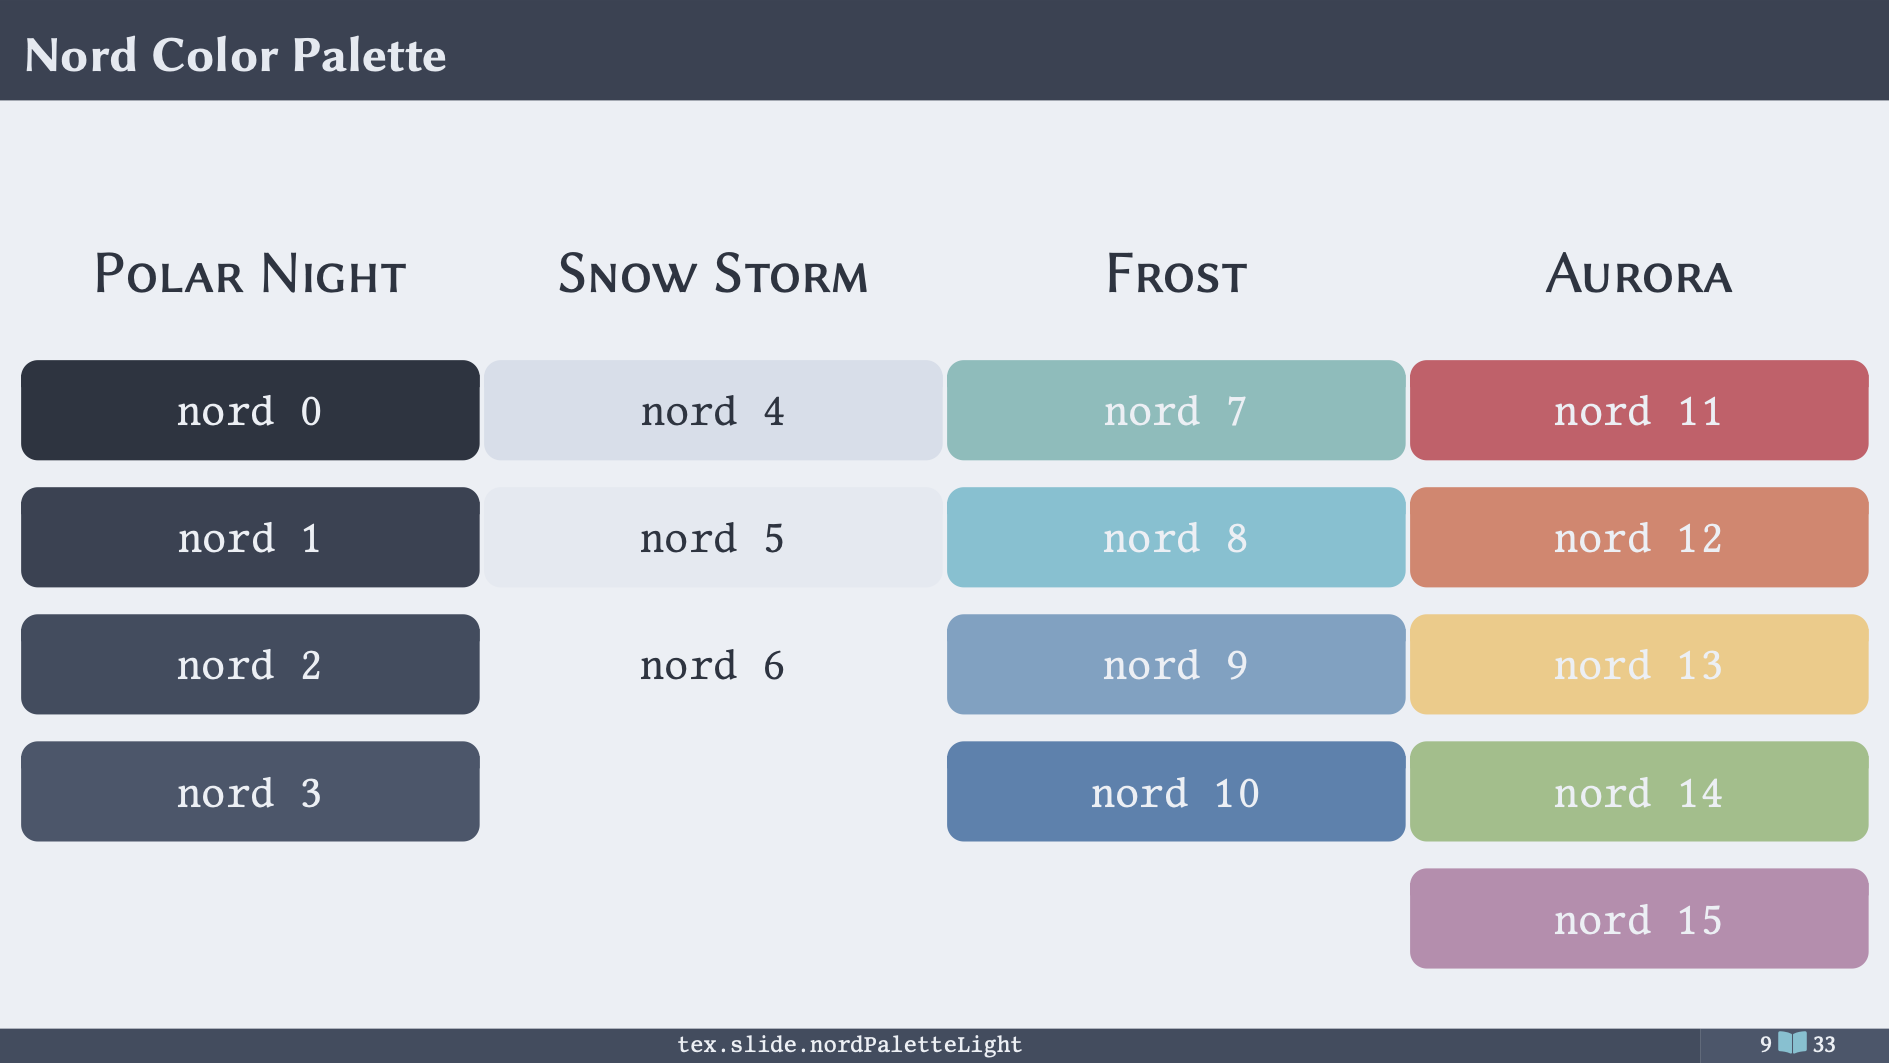 Nord Color Palette
Polar Night
nord 0
nord 1
nord 2
nord 3
Snow Storm
nord 4
nord 5
nord 6
Frost
nord 7
nord 8
nord 9
nord 10
Aurora
nord 11
nord 12
nord 13
nord 14
nord 15
tex.slide.nordPaletteLight
9 33